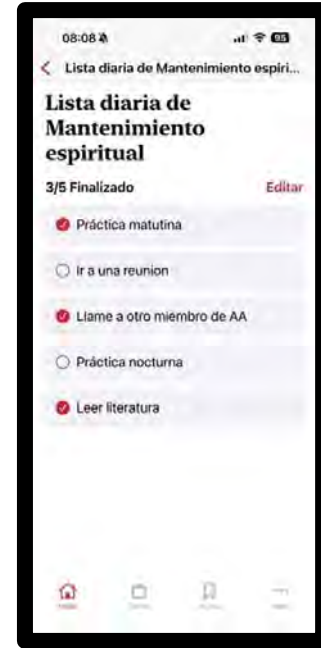 08:08
95
Lista diaria de Mantenimiento espiri...
Lista diaria de
Mantenimiento
espiritual
3/5 Finalizado
Editar
Práctica matutina
Ir a una reunion
Llame a otro miembro de AA
Práctica nocturna
Leer literatura